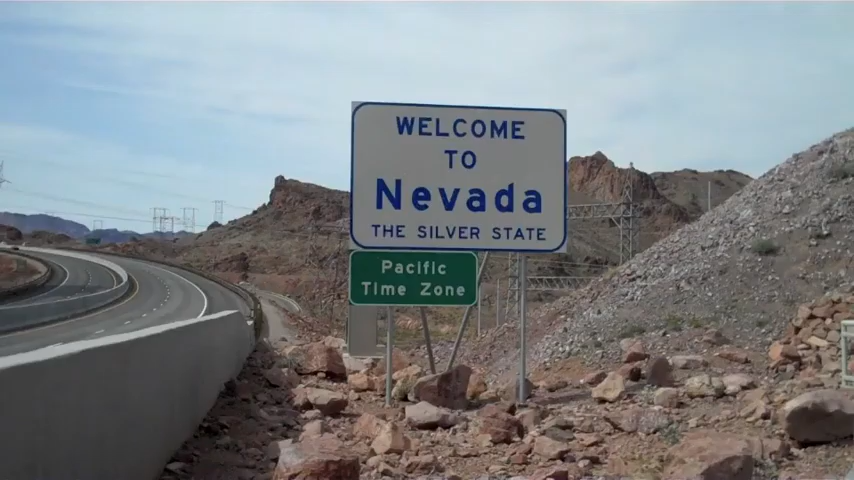 WELCOME
TO
Nevada
THE SILVER STATE
Pacific
Time Zone